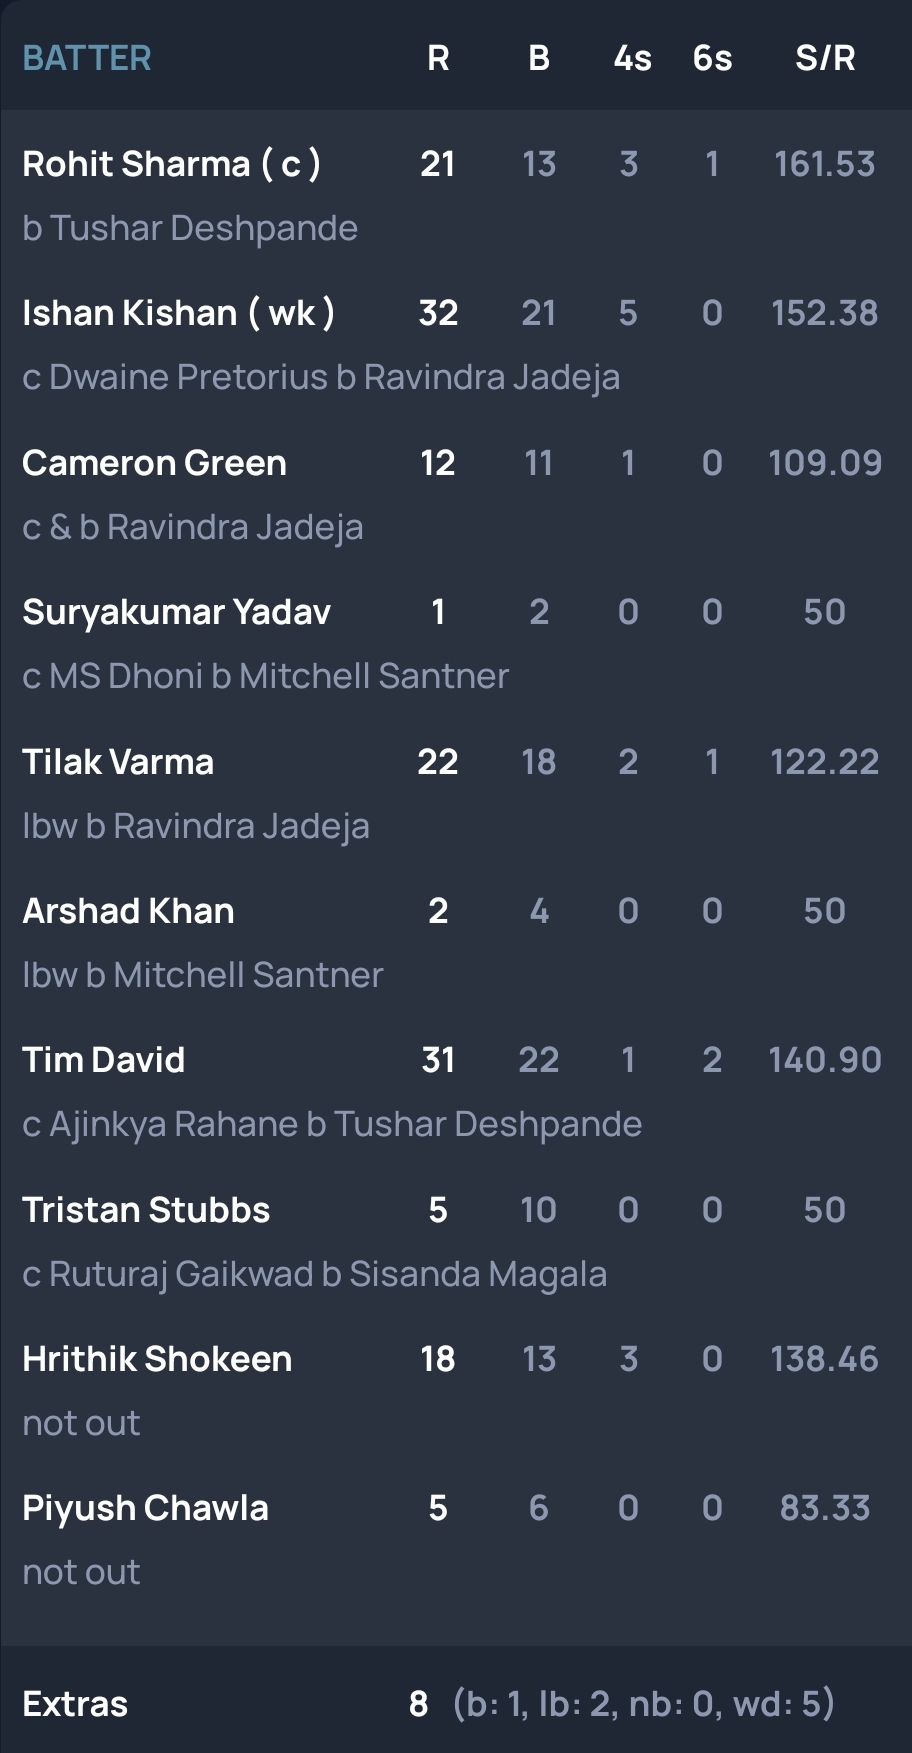 BATTER R B 4s 6s S/R
Rohit Sharma ( c ) 21 13 3 1 161.53
b Tushar Deshpande
Ishan Kishan ( wk ) 32 21 5 0 152.38
c Dwaine Pretorius b Ravindra Jadeja
Cameron Green 12 11 1 0 109.09
c & b Ravindra Jadeja
Suryakumar Yadav 1 2 0 0 50
c MS Dhoni b Mitchell Santner
Tilak Varma 22 18 2 1 122.22
lbw b Ravindra Jadeja
Arshad Khan 2 4 0 0 50
lbw b Mitchell Santner
Tim David 31 22 1 2 140.90
c Ajinkya Rahane b Tushar Deshpande
Tristan Stubbs 5 10 0 0 50
c Ruturaj Gaikwad b Sisanda Magala
Hrithik Shokeen 18 13 3 0 138.46
not out
Piyush Chawla 5 6 0 0 83.33
not out
Extras 8 (b: 1, lb: 2, nb: 0, wd: 5)